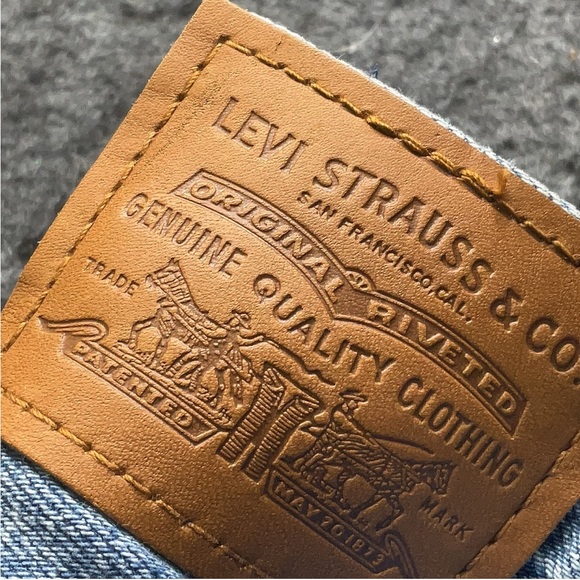 LEVI STRAUSS & CO.
SAN FRANCISCO, CAL.
ORIGINAL RIVETED
GENUINE QUALITY CLOTHING
TRADE MARK
PATENTED
MAY 20 1873